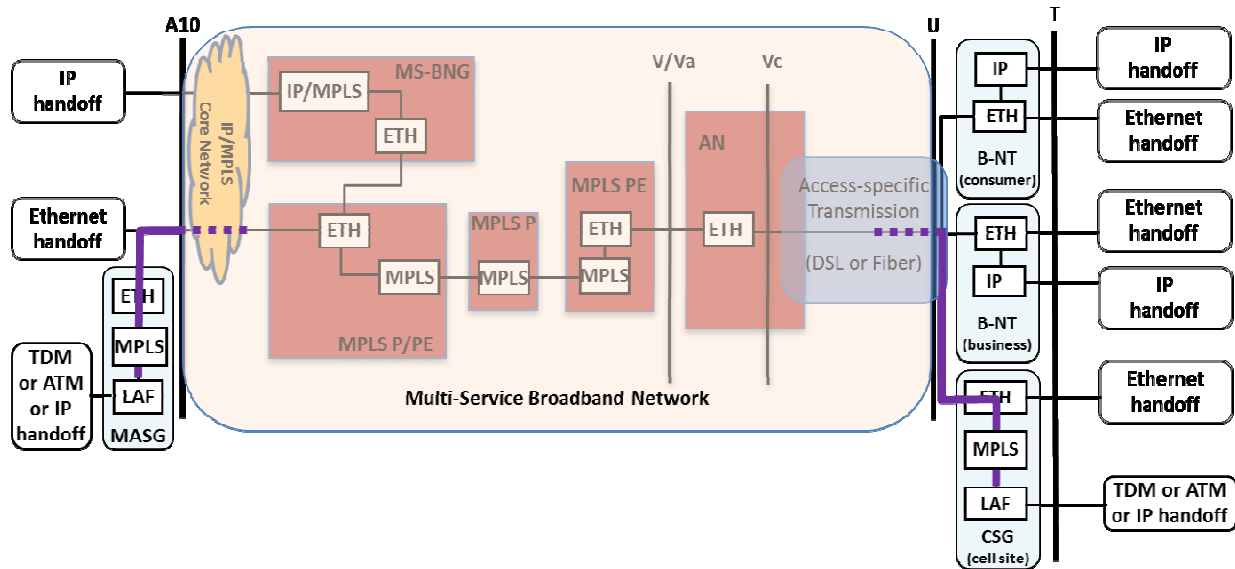 A10
U
T
IP
handoff
IP/MPLS
Core Network
MS-BNG
IP/MPLS
ETH
V/Va
Vc
IP
ETH
B-NT
(consumer)
IP
handoff
Ethernet
handoff
Ethernet
handoff
ETH
MPLS
MPLS P/PE
MPLS P
MPLS
MPLS PE
ETH
MPLS
AN
ETH
Access-specific
Transmission
(DSL or Fiber)
ETH
IP
B-NT
(business)
Ethernet
handoff
IP
handoff
ETH
MPLS
LAF
MASG
TDM
or ATM
or IP
handoff
Multi-Service Broadband Network
ETH
MPLS
LAF
CSG
(cell site)
Ethernet
handoff
TDM or ATM
or IP handoff